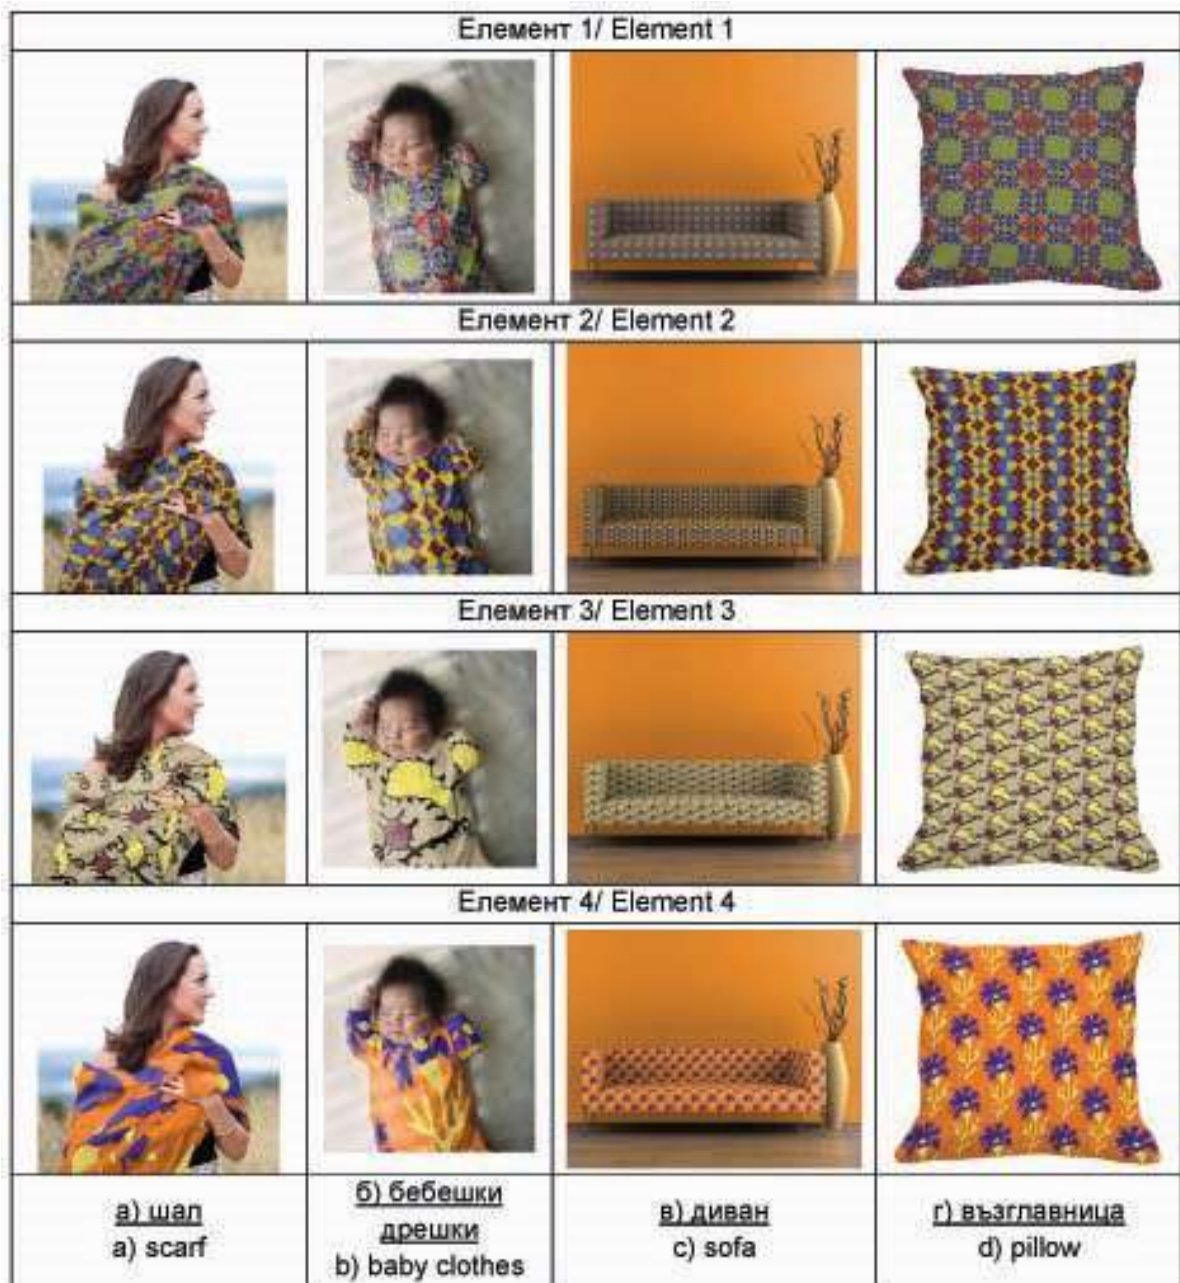 Елемент 1/ Element 1
Елемент 2/ Element 2
Елемент 3/ Element 3
Елемент 4/ Element 4
а) шал
a) scarf
б) бебешки
дрешки
b) baby clothes
в) диван
c) sofa
г) възглавница
d) pillow